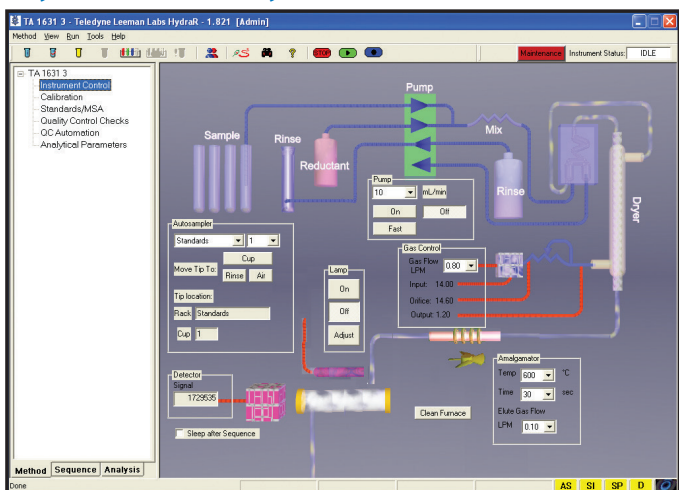 TA 1631 3 - Teledyne Leeman Labs HydraR - 1.821 [Admin]
Method View Run Tools Help
STOP
Maintenance Instrument Status: IDLE
TA 1631 3
Instrument Control
Calibration
Standards/MSA
Quality Control Checks
QC Automation
Analytical Parameters
Pump
Sample
Rinse
Reductant
Mix
Rinse
Dryer
Pump
10 mL/min
On Off
Fast
Autosampler
Standards 1
Cup
Move Tip To: Rinse Air
Tip location:
Rack Standards
Cup 1
Lamp
On
Off
Adjust
Gas Control
Gas Flow
LPM 0.80
Input: 14.00
Orifice: 14.60
Output: 1.20
Detector
Signal
1729535
Sleep after Sequence
Clean Furnace
Amalgamator
Temp 600 °C
Time 30 sec
Elute Gas Flow
LPM 0.10
Method Sequence Analysis
Done AS SI SP D